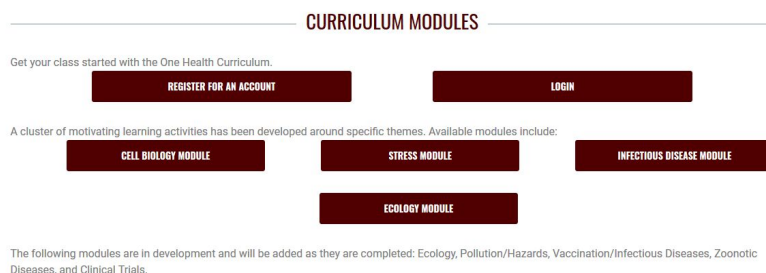 CURRICULUM MODULES
Get your class started with the One Health Curriculum.
REGISTER FOR AN ACCOUNT
LOGIN
A cluster of motivating learning activities has been developed around specific themes. Available modules include:
CELL BIOLOGY MODULE
STRESS MODULE
INFECTIOUS DISEASE MODULE
ECOLOGY MODULE
The following modules are in development and will be added as they are completed: Ecology, Pollution/Hazards, Vaccination/Infectious Diseases, Zoonotic
Diseases, and Clinical Trials.